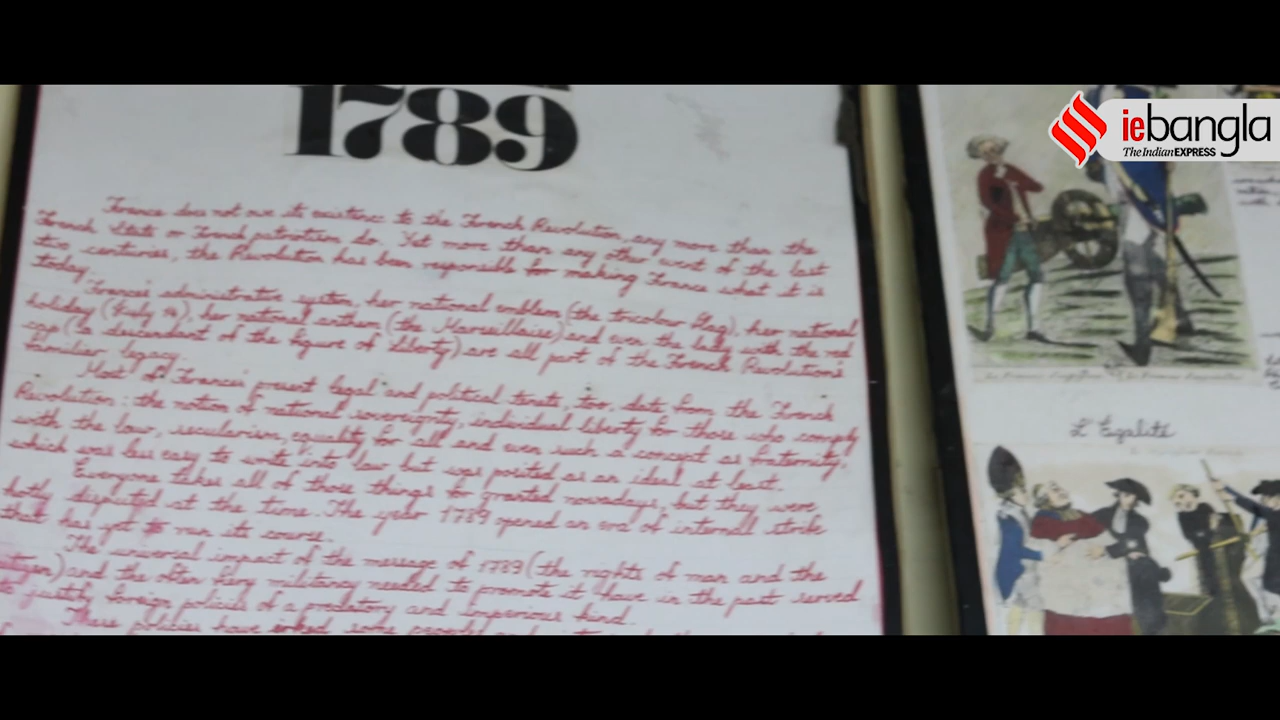 1789
France does not owe its existence to the French Revolution, any more than the
French State or French patriotism do. Yet more than any other event of the last
two centuries, the Revolution has been responsible for making France what it is
today.
France's administrative system, her national emblem (the tricolour flag), her national
holiday (July 14), her national anthem (the Marseillaise) and even the lady with the red
cap (a descendant of the figure of liberty) are all part of the French Revolution's
familiar legacy.
Most of France's present legal and political tenets, too, date from the French
Revolution: the notion of national sovereignty, individual liberty for those who comply
with the law, secularism, equality for all and even such a concept as fraternity,
which was less easy to write into law but was posited as an ideal at least.
Everyone takes all of those things for granted nowadays, but they were
hotly disputed at the time. The year 1789 opened an era of internal strife
that has yet to run its course.
The universal impact of the message of 1789 (the rights of man and the
citizen) and the often fiery militancy needed to promote it have in the past served
to justify foreign policies of a predatory and imperious kind.
These policies have irked some people
L'Egalité
iebangla
The Indian EXPRESS